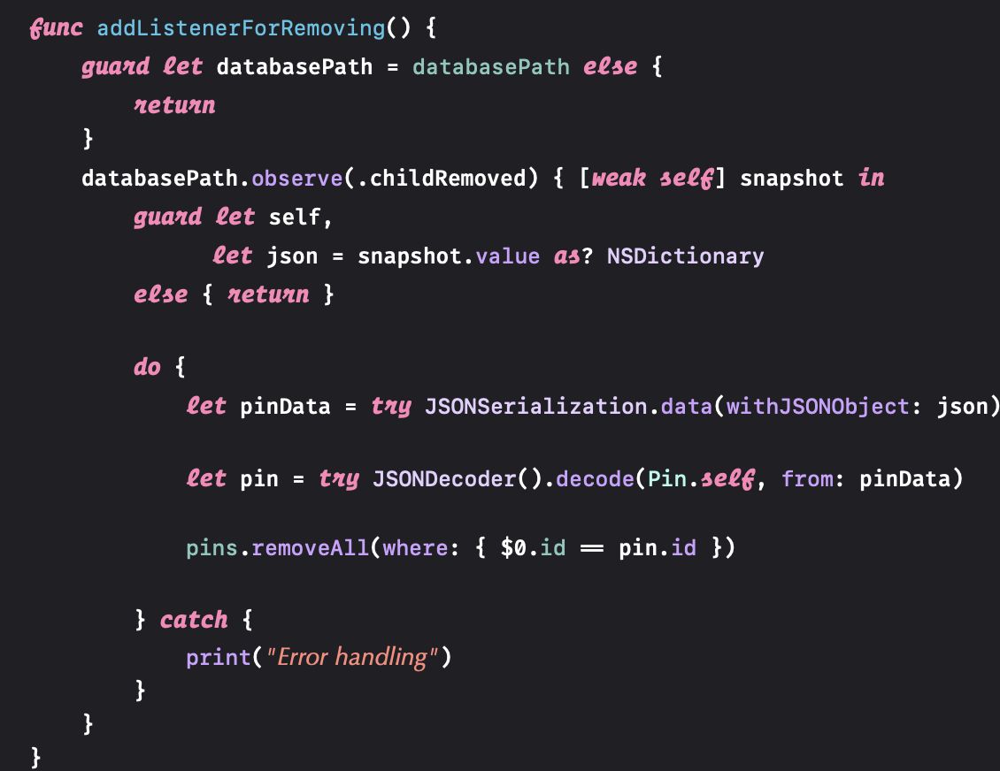 func addListenerForRemoving() {
    guard let databasePath = databasePath else {
        return
    }
    databasePath.observe(.childRemoved) { [weak self] snapshot in
        guard let self,
              let json = snapshot.value as? NSDictionary
        else { return }
        do {
            let pinData = try JSONSerialization.data(withJSONObject: json)
            let pin = try JSONDecoder().decode(Pin.self, from: pinData)
            pins.removeAll(where: { $0.id == pin.id })
        } catch {
            print("Error handling")
        }
    }
}